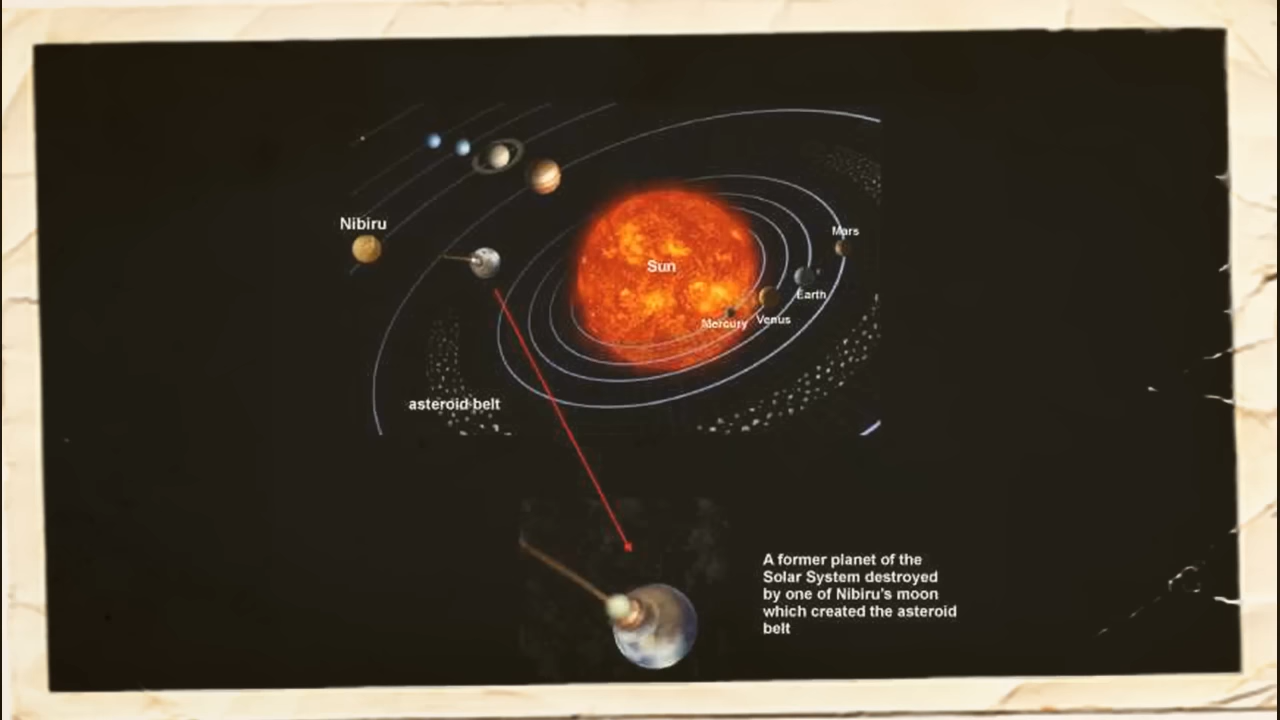 Nibiru
Mars
Sun
Earth
Mercury
Venus
asteroid belt
A former planet of the
Solar System destroyed
by one of Nibiru's moon
which created the asteroid
belt